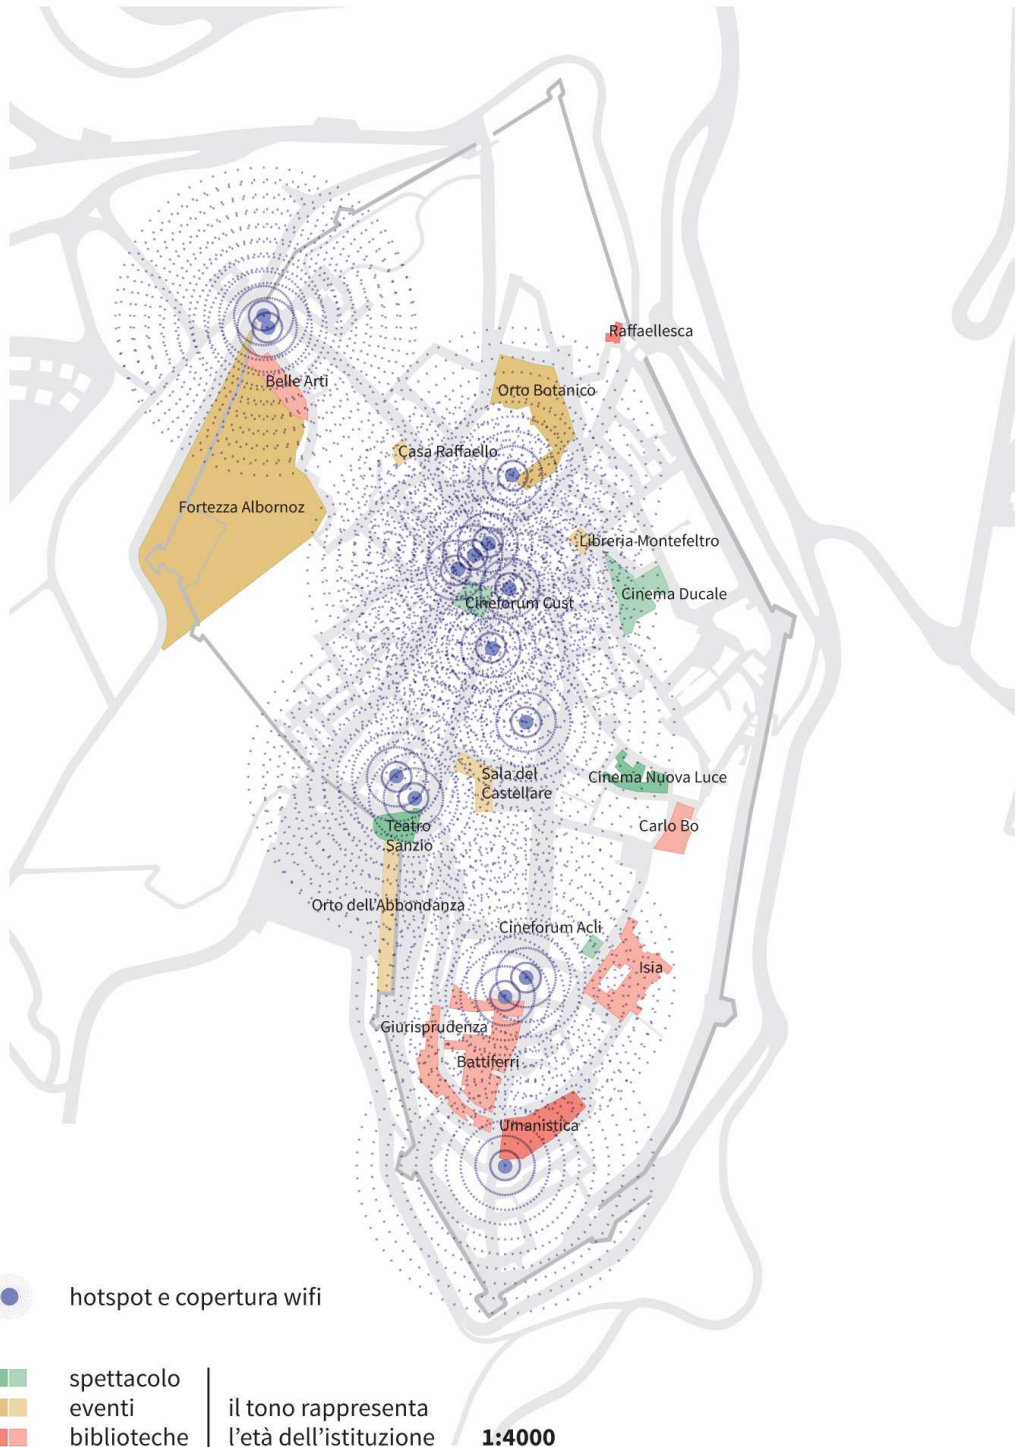 Raffaellesca
Belle Arti
Orto Botanico
Casa Raffaello
Fortezza Albornoz
Libreria Montefeltro
Cinema Ducale
Cineforum Cust
Sala del
Castellare
Cinema Nuova Luce
Teatro
Sanzio
Carlo Bo
Orto dell'Abbondanza
Cineforum Acli
Isia
Giurisprudenza
Battiferri
Umanistica
hotspot e copertura wifi
spettacolo
eventi
biblioteche
il tono rappresenta
l'età dell'istituzione
1:4000